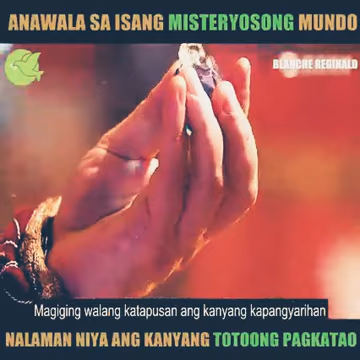 ANAWALA SA ISANG MISTERYOSONG MUNDO
BLANCHE REGINALD
Magiging walang katapusan ang kanyang kapangyarihan
NALAMAN NIYA ANG KANYANG TOTOONG PAGKATAO